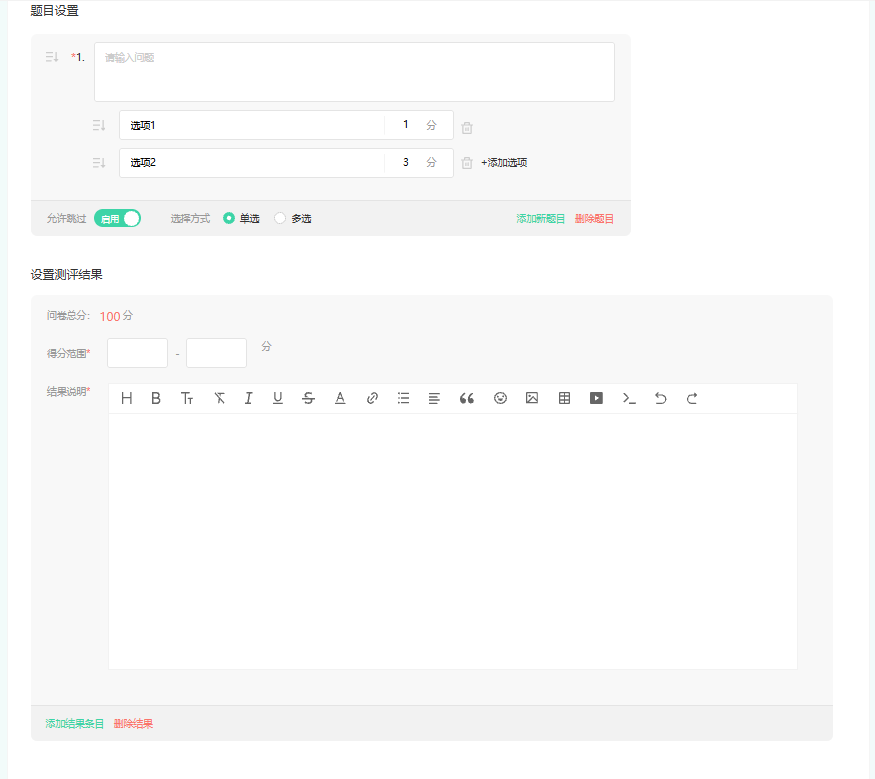 题目设置
*1. 请输入问题
选项1 1 分
选项2 3 分 +添加选项
允许跳过 启用 选择方式 单选 多选 添加新题目 删除题目
设置测评结果
问卷总分： 100分
得分范围* - 分
结果说明*
添加结果条目 删除结果